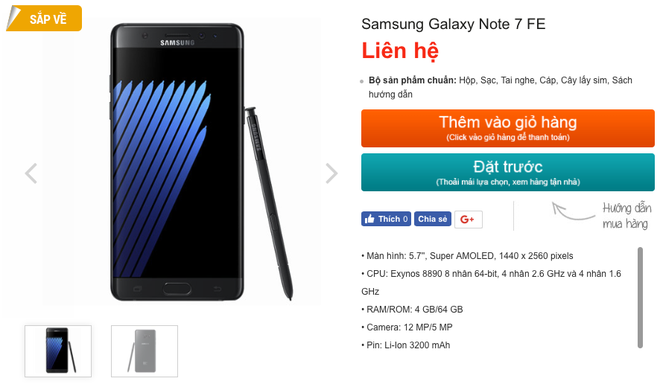 SẮP VỀ
SAMSUNG
Samsung Galaxy Note 7 FE
Liên hệ
Bộ sản phẩm chuẩn: Hộp, Sạc, Tai nghe, Cáp, Cây lấy sim, Sách
hướng dẫn
Thêm vào giỏ hàng
(Click vào giỏ hàng để thanh toán)
Đặt trước
(Thoải mái lựa chọn, xem hàng tận nhà)
Thích 0
Chia sẻ
G+
Hướng dẫn
mua hàng
• Màn hình: 5.7", Super AMOLED, 1440 x 2560 pixels
• CPU: Exynos 8890 8 nhân 64-bit, 4 nhân 2.6 GHz và 4 nhân 1.6
GHz
• RAM/ROM: 4 GB/64 GB
• Camera: 12 MP/5 MP
• Pin: Li-Ion 3200 mAh